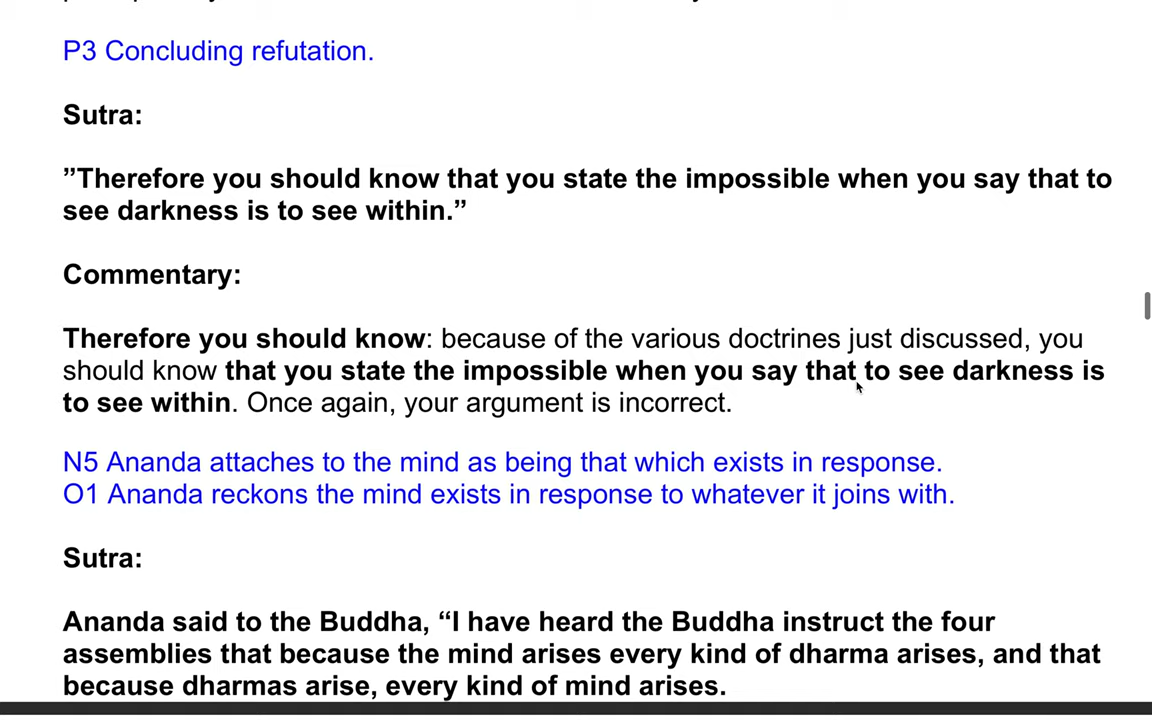 P3 Concluding refutation.
Sutra:
”Therefore you should know that you state the impossible when you say that to
see darkness is to see within.”
Commentary:
Therefore you should know: because of the various doctrines just discussed, you
should know that you state the impossible when you say that to see darkness is
to see within. Once again, your argument is incorrect.
N5 Ananda attaches to the mind as being that which exists in response.
O1 Ananda reckons the mind exists in response to whatever it joins with.
Sutra:
Ananda said to the Buddha, “I have heard the Buddha instruct the four
assemblies that because the mind arises every kind of dharma arises, and that
because dharmas arise, every kind of mind arises.